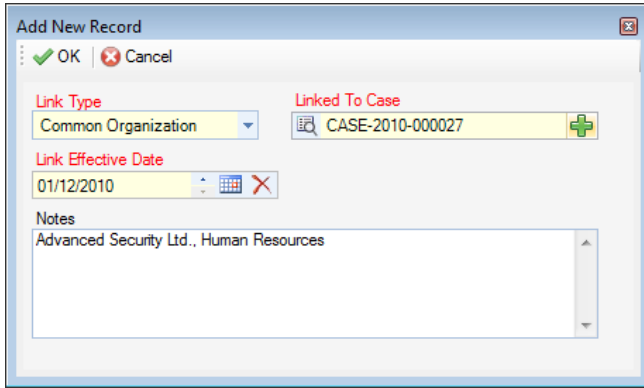 Add New Record
OK Cancel
Link Type Linked To Case
Common Organization CASE-2010-000027
Link Effective Date
01/12/2010
Notes
Advanced Security Ltd., Human Resources